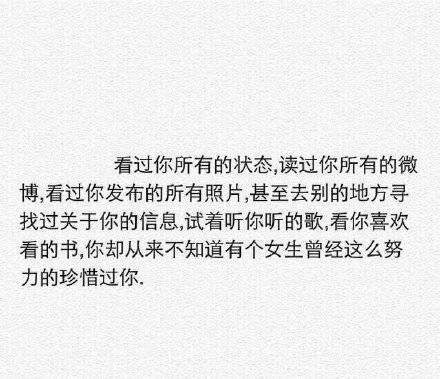 看过你所有的状态,读过你所有的微
博,看过你发布的所有照片,甚至去别的地方寻
找过关于你的信息,试着听你听的歌,看你喜欢
看的书,你却从来不知道有个女生曾经这么努
力的珍惜过你.